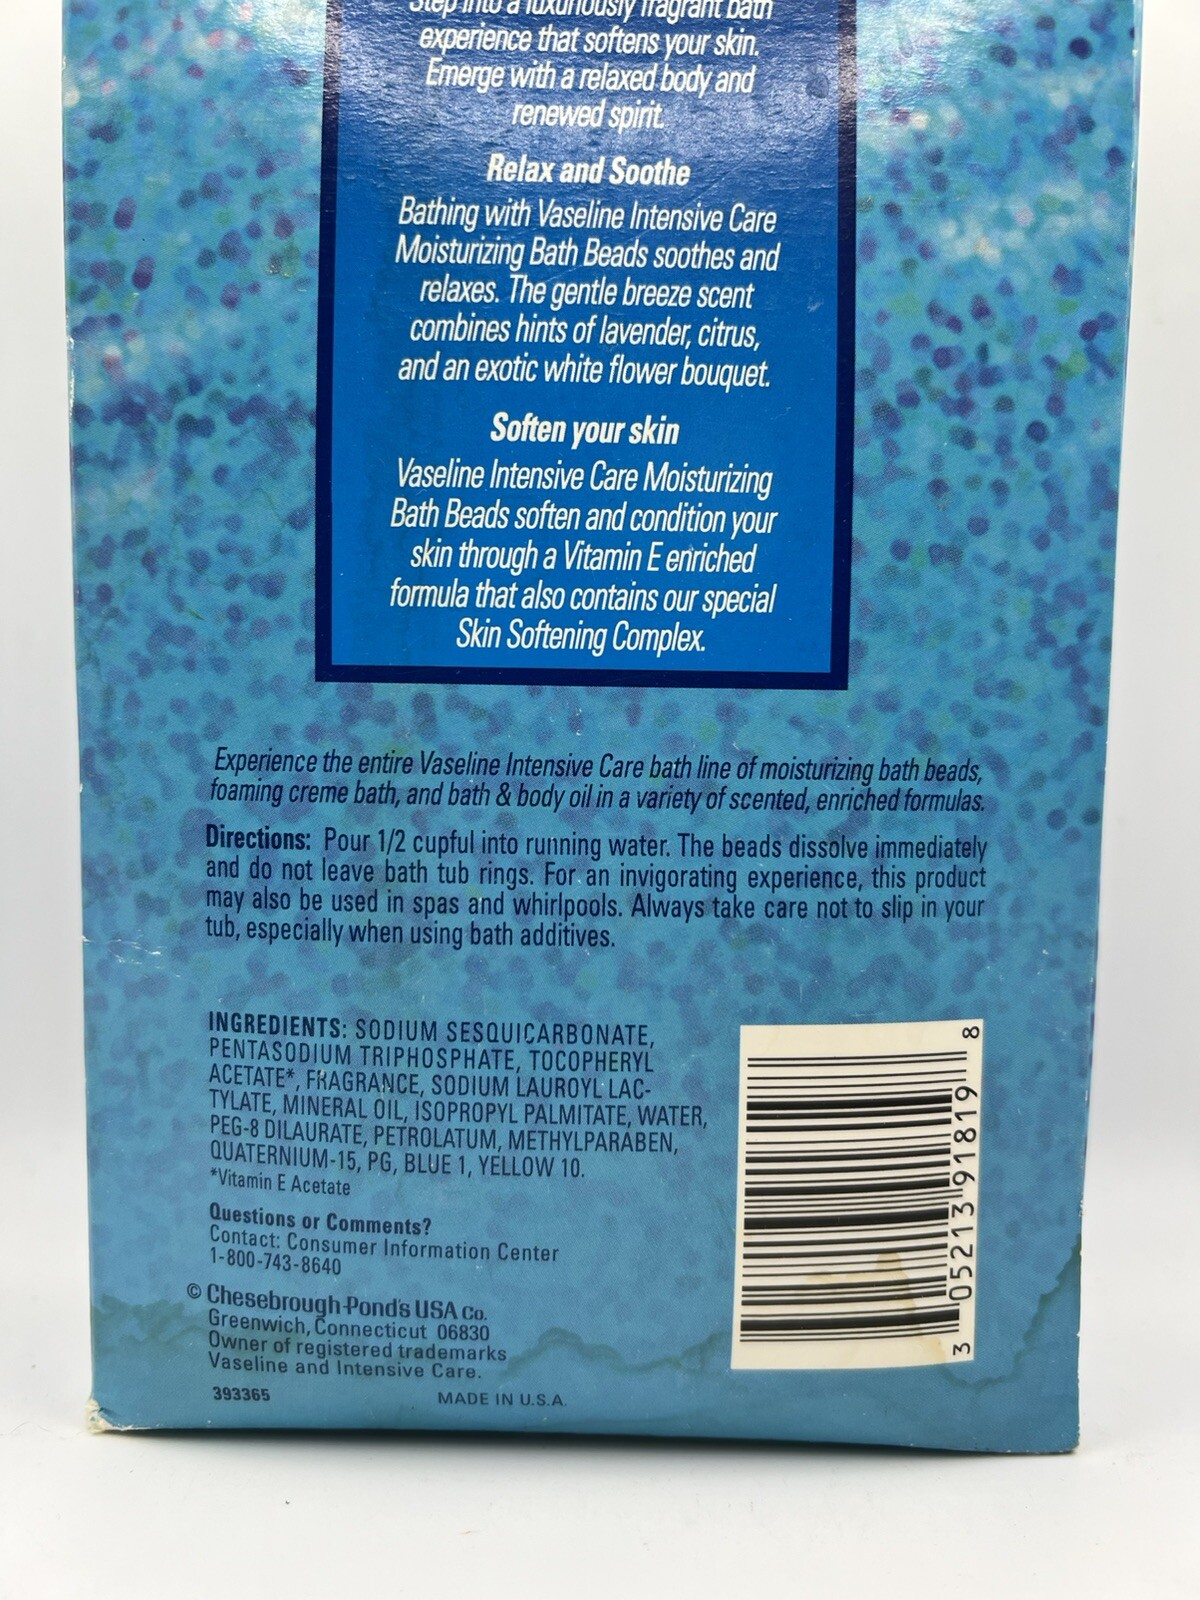 Step into a luxuriously fragrant bath
experience that softens your skin.
Emerge with a relaxed body and
renewed spirit.
Relax and Soothe
Bathing with Vaseline Intensive Care
Moisturizing Bath Beads soothes and
relaxes. The gentle breeze scent
combines hints of lavender, citrus,
and an exotic white flower bouquet.
Soften your skin
Vaseline Intensive Care Moisturizing
Bath Beads soften and condition your
skin through a Vitamin E enriched
formula that also contains our special
Skin Softening Complex.
Experience the entire Vaseline Intensive Care bath line of moisturizing bath beads,
foaming creme bath, and bath & body oil in a variety of scented, enriched formulas.
Directions: Pour 1/2 cupful into running water. The beads dissolve immediately
and do not leave bath tub rings. For an invigorating experience, this product
may also be used in spas and whirlpools. Always take care not to slip in your
tub, especially when using bath additives.
INGREDIENTS: SODIUM SESQUICARBONATE,
PENTASODIUM TRIPHOSPHATE, TOCOPHERYL
ACETATE*, FRAGRANCE, SODIUM LAUROYL LAC-
TYLATE, MINERAL OIL, ISOPROPYL PALMITATE, WATER,
PEG-8 DILAURATE, PETROLATUM, METHYLPARABEN,
QUATERNIUM-15, PG, BLUE 1, YELLOW 10.
*Vitamin E Acetate
Questions or Comments?
Contact: Consumer Information Center
1-800-743-8640
© Chesebrough-Pond's USA Co.
Greenwich, Connecticut 06830
Owner of registered trademarks
Vaseline and Intensive Care.
393365 MADE IN U.S.A.
3 05213 91819 8